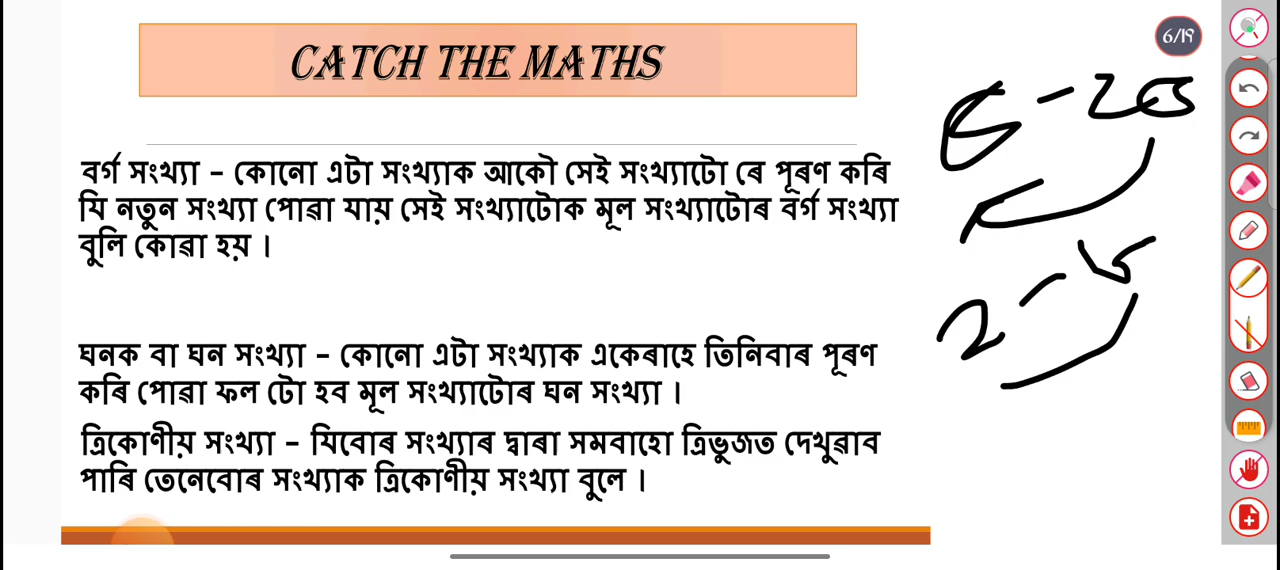 CATCH THE MATHS
6/19
বৰ্গ সংখ্যা – কোনো এটা সংখ্যাক আকৌ সেই সংখ্যাটো ৰে পূৰণ কৰি
যি নতুন সংখ্যা পোৱা যায় সেই সংখ্যাটোক মূল সংখ্যাটোৰ বৰ্গ সংখ্যা
বুলি কোৱা হয় ।
ঘনক বা ঘন সংখ্যা – কোনো এটা সংখ্যাক একেৰাহে তিনিবাৰ পূৰণ
কৰি পোৱা ফল টো হব মূল সংখ্যাটোৰ ঘন সংখ্যা ।
ত্ৰিকোণীয় সংখ্যা – যিবোৰ সংখ্যাৰ দ্বাৰা সমবাহো ত্ৰিভুজত দেখুৱাব
পাৰি তেনেবোৰ সংখ্যাক ত্ৰিকোণীয় সংখ্যা বুলে ।